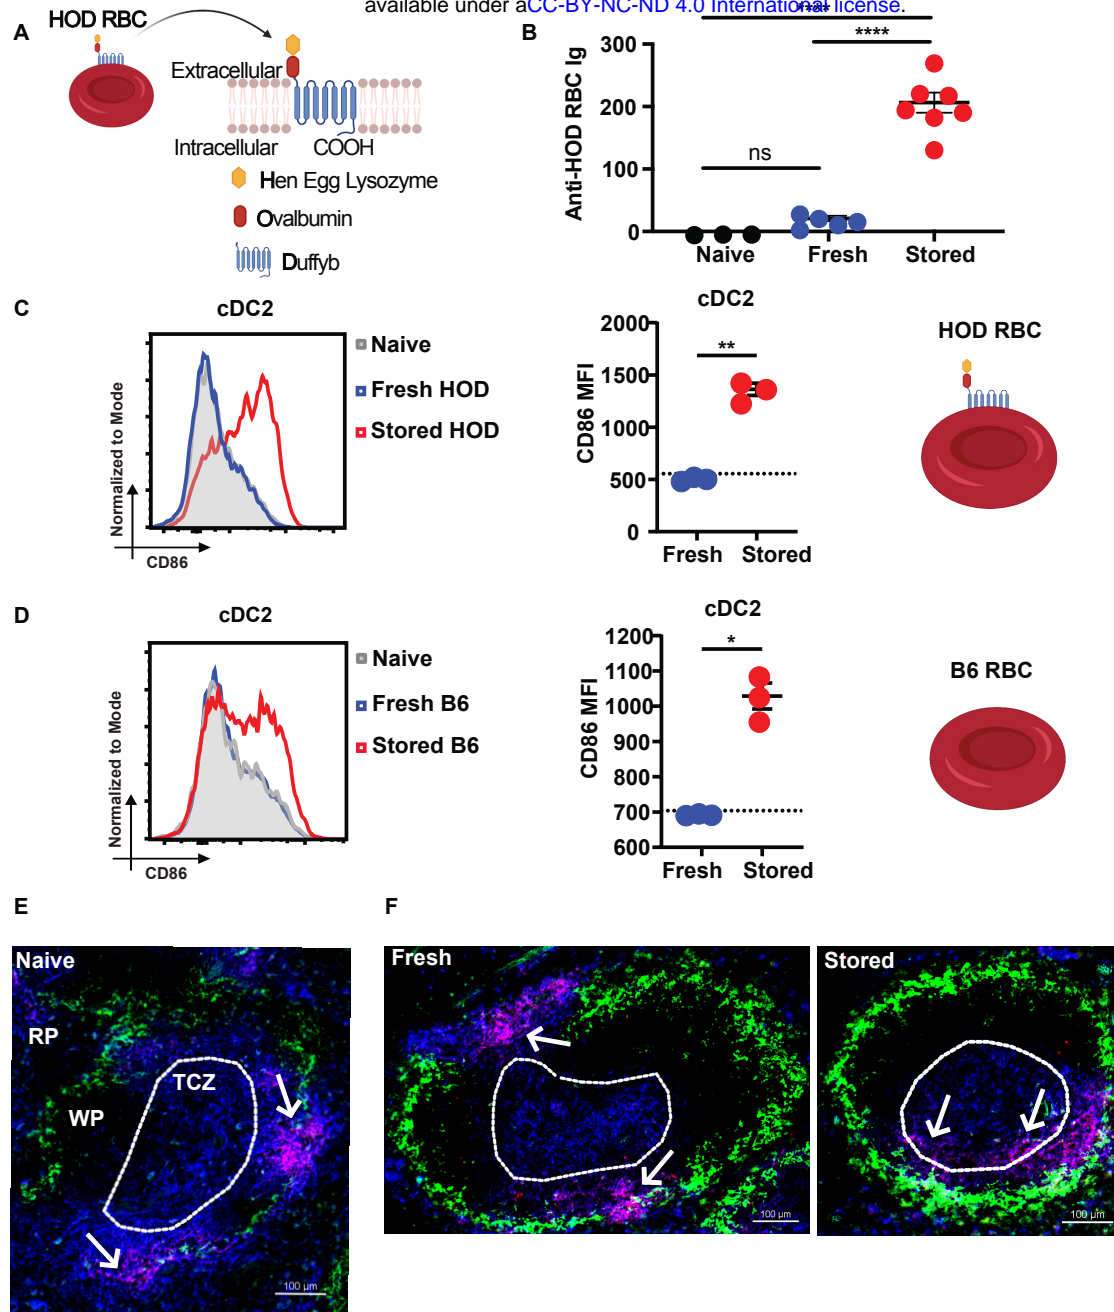 available under aCC-BY-NC-ND 4.0 International license.
A
HOD RBC
Extracellular
Intracellular
COOH
Hen Egg Lysozyme
Ovalbumin
Duffyb
B
****
****
ns
Anti-HOD RBC Ig
300
200
100
0
Naive
Fresh
Stored
C
cDC2
Normalized to Mode
CD86
Naive
Fresh HOD
Stored HOD
cDC2
**
CD86 MFI
2000
1500
1000
500
0
Fresh
Stored
HOD RBC
D
cDC2
Normalized to Mode
CD86
Naive
Fresh B6
Stored B6
cDC2
*
CD86 MFI
1200
1100
1000
900
800
700
600
Fresh
Stored
B6 RBC
E
Naive
RP
TCZ
WP
100 µm
F
Fresh
100 µm
Stored
100 µm